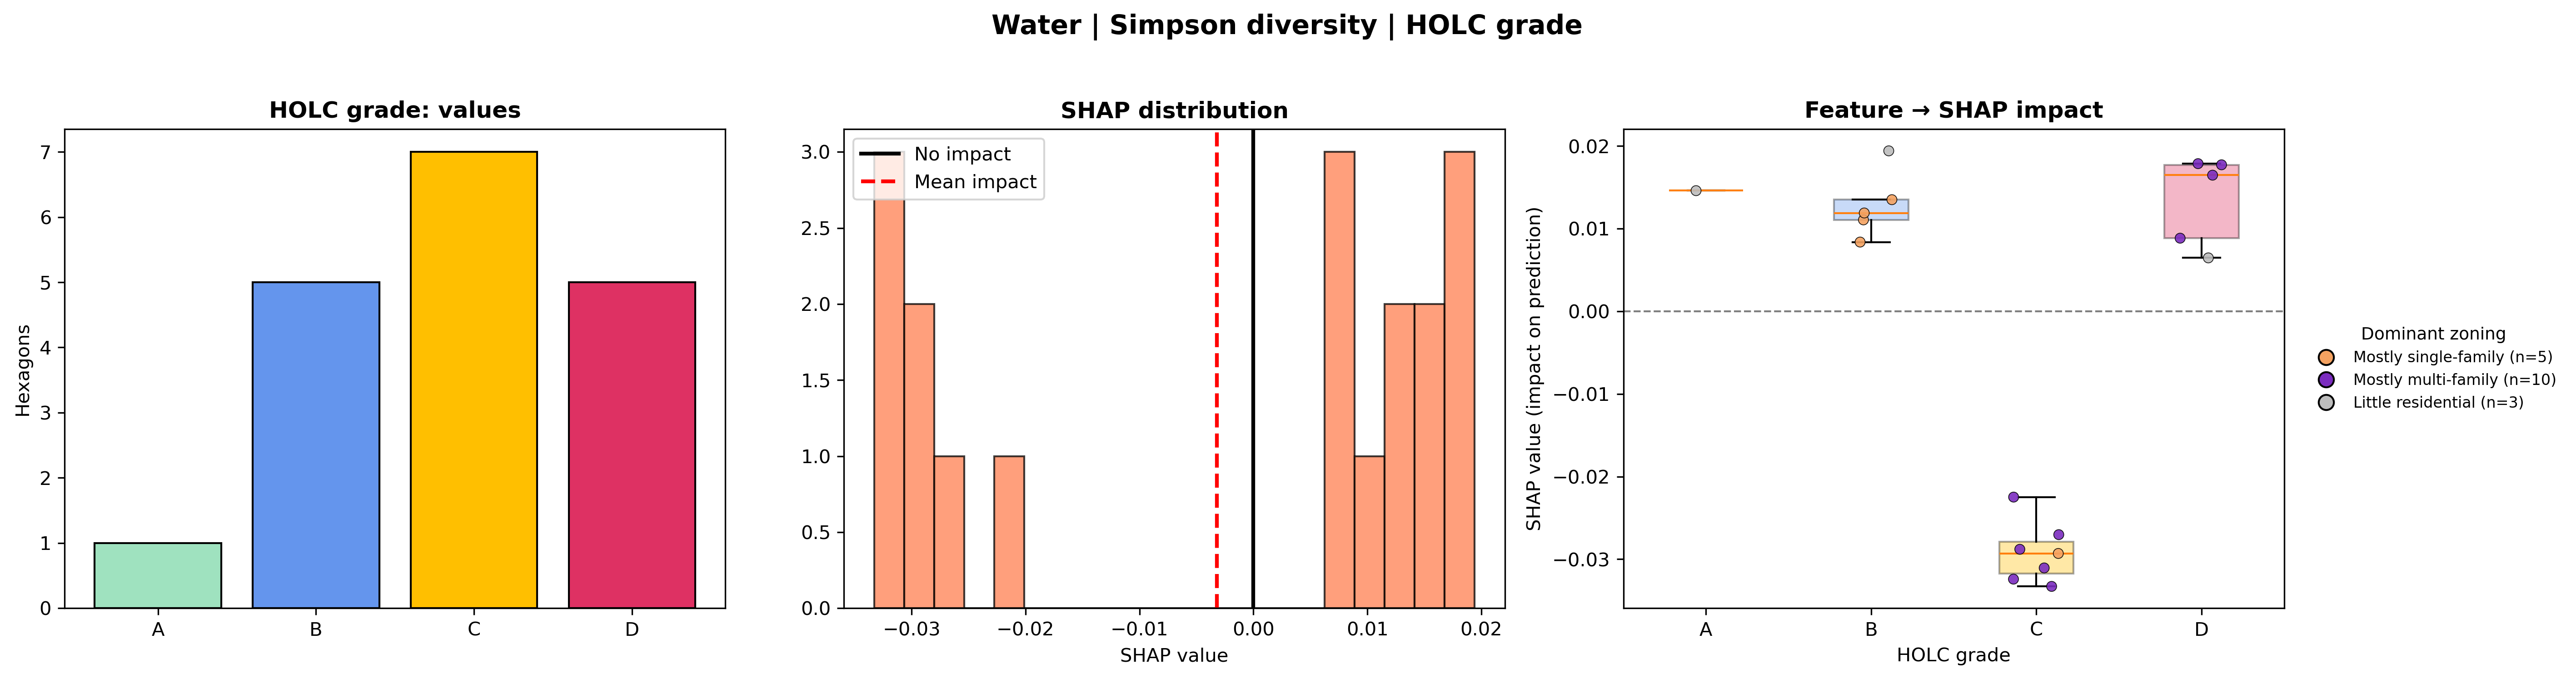 Water | Simpson diversity | HOLC grade
HOLC grade: values
Hexagons
7
6
5
4
3
2
1
0
A B C D
SHAP distribution
No impact
Mean impact
3.0
2.5
2.0
1.5
1.0
0.5
0.0
−0.03 −0.02 −0.01 0.00 0.01 0.02
SHAP value
Feature → SHAP impact
SHAP value (impact on prediction)
0.02
0.01
0.00
−0.01
−0.02
−0.03
A B C D
HOLC grade
Dominant zoning
Mostly single-family (n=5)
Mostly multi-family (n=10)
Little residential (n=3)